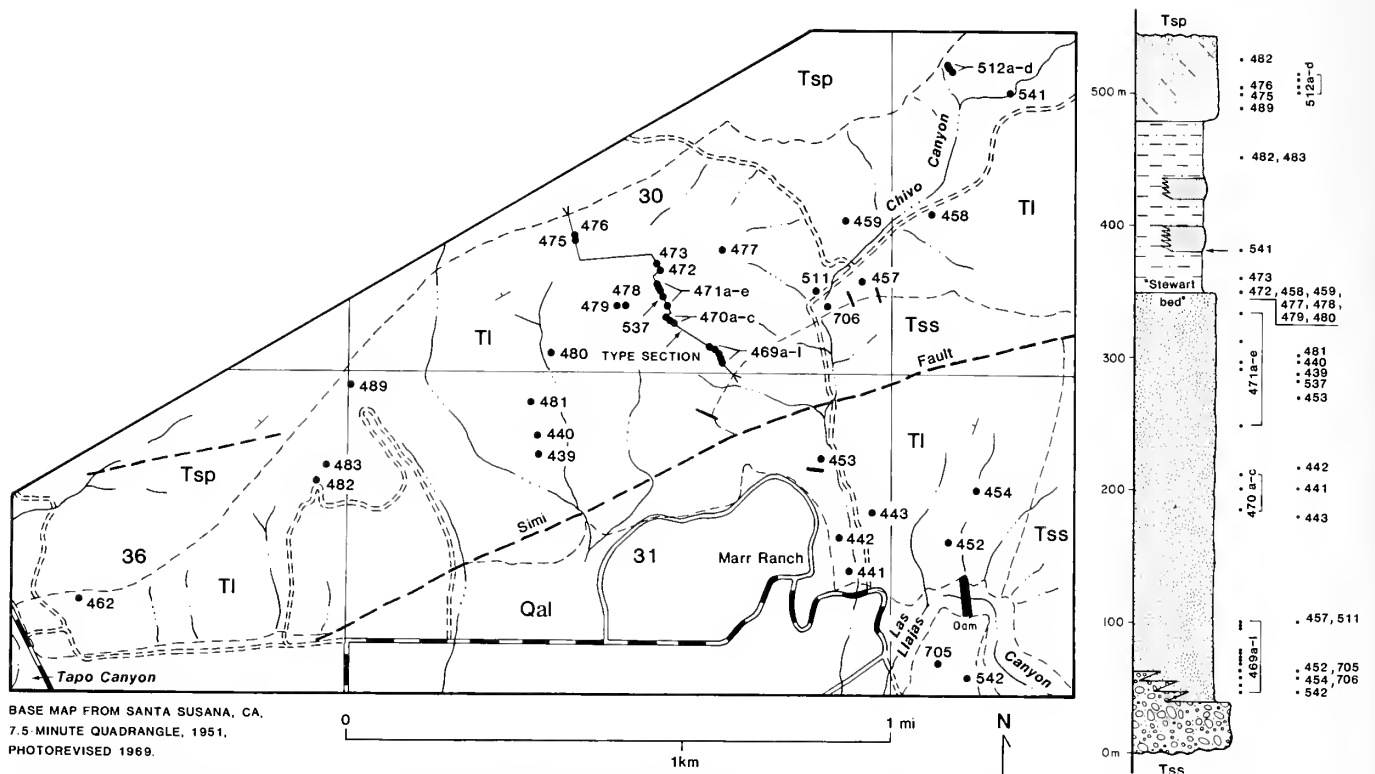 Tsp
512a-d
541
Canyon
Chivo
30
Tl
476
475
473
472
477
459
458
471a-e
478
479
537
470a-c
511
457
706
Tss
TYPE SECTION
469a-l
Fault
Tl
480
489
481
440
439
Tl
453
Tsp
483
482
454
443
Simi
442
Tss
36
31
Marr Ranch
441
Tl
462
Qal
Dam
Las Llajas
Canyon
705
542
Tapo Canyon
BASE MAP FROM SANTA SUSANA, CA,
7.5-MINUTE QUADRANGLE, 1951,
PHOTOREVISED 1969.
0
1 mi
1km
N
Tsp
482
512a-d
500 m
476
475
489
482, 483
400
541
473
"Stewart bed"
472, 458, 459,
477, 478,
479, 480
300
471a-e
481
440
439
537
453
470 a-c
442
441
443
200
100
469a-l
457, 511
452, 705
454, 706
542
0m
Tss